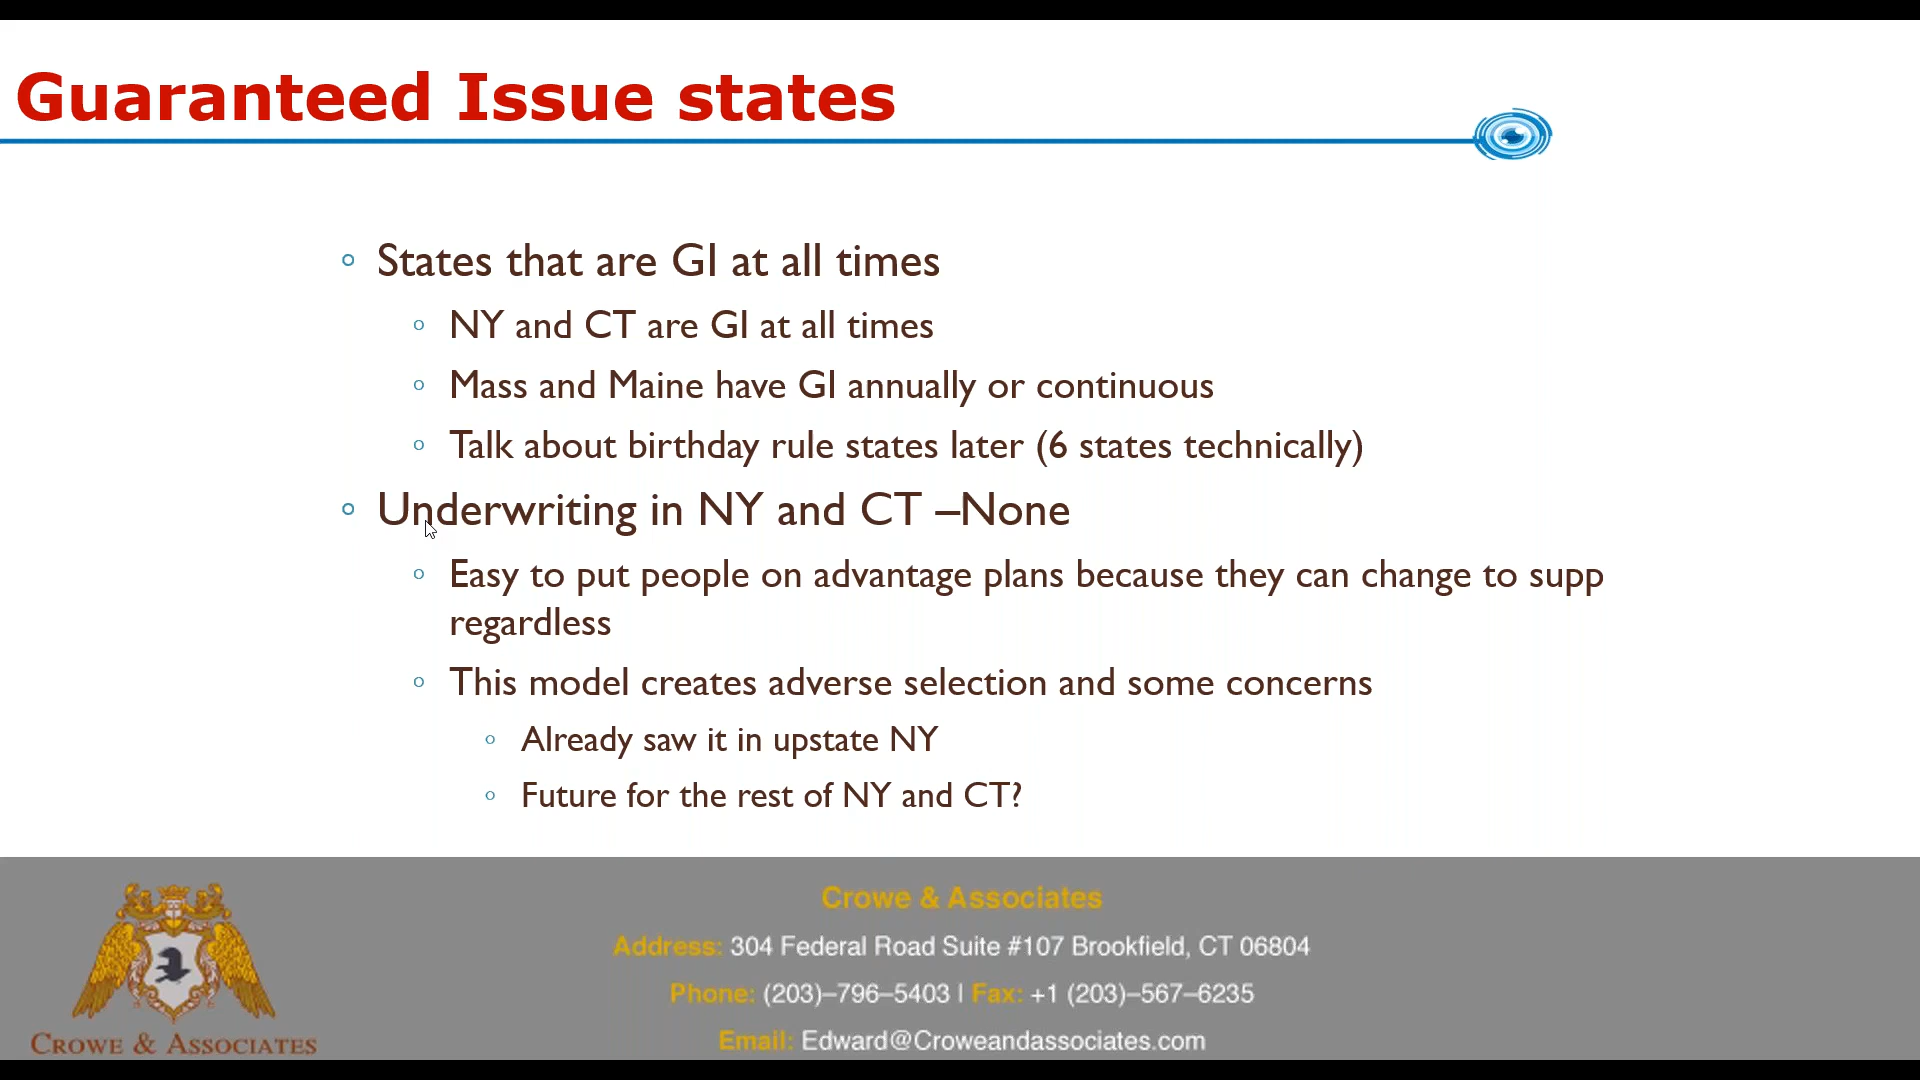 Guaranteed Issue states
States that are GI at all times
NY and CT are GI at all times
Mass and Maine have GI annually or continuous
Talk about birthday rule states later (6 states technically)
Underwriting in NY and CT –None
Easy to put people on advantage plans because they can change to supp
regardless
This model creates adverse selection and some concerns
Already saw it in upstate NY
Future for the rest of NY and CT?
Crowe & Associates
Address: 304 Federal Road Suite #107 Brookfield, CT 06804
Phone: (203)–796–5403 | Fax: +1 (203)–567–6235
Email: Edward@Croweandassociates.com
CROWE & ASSOCIATES